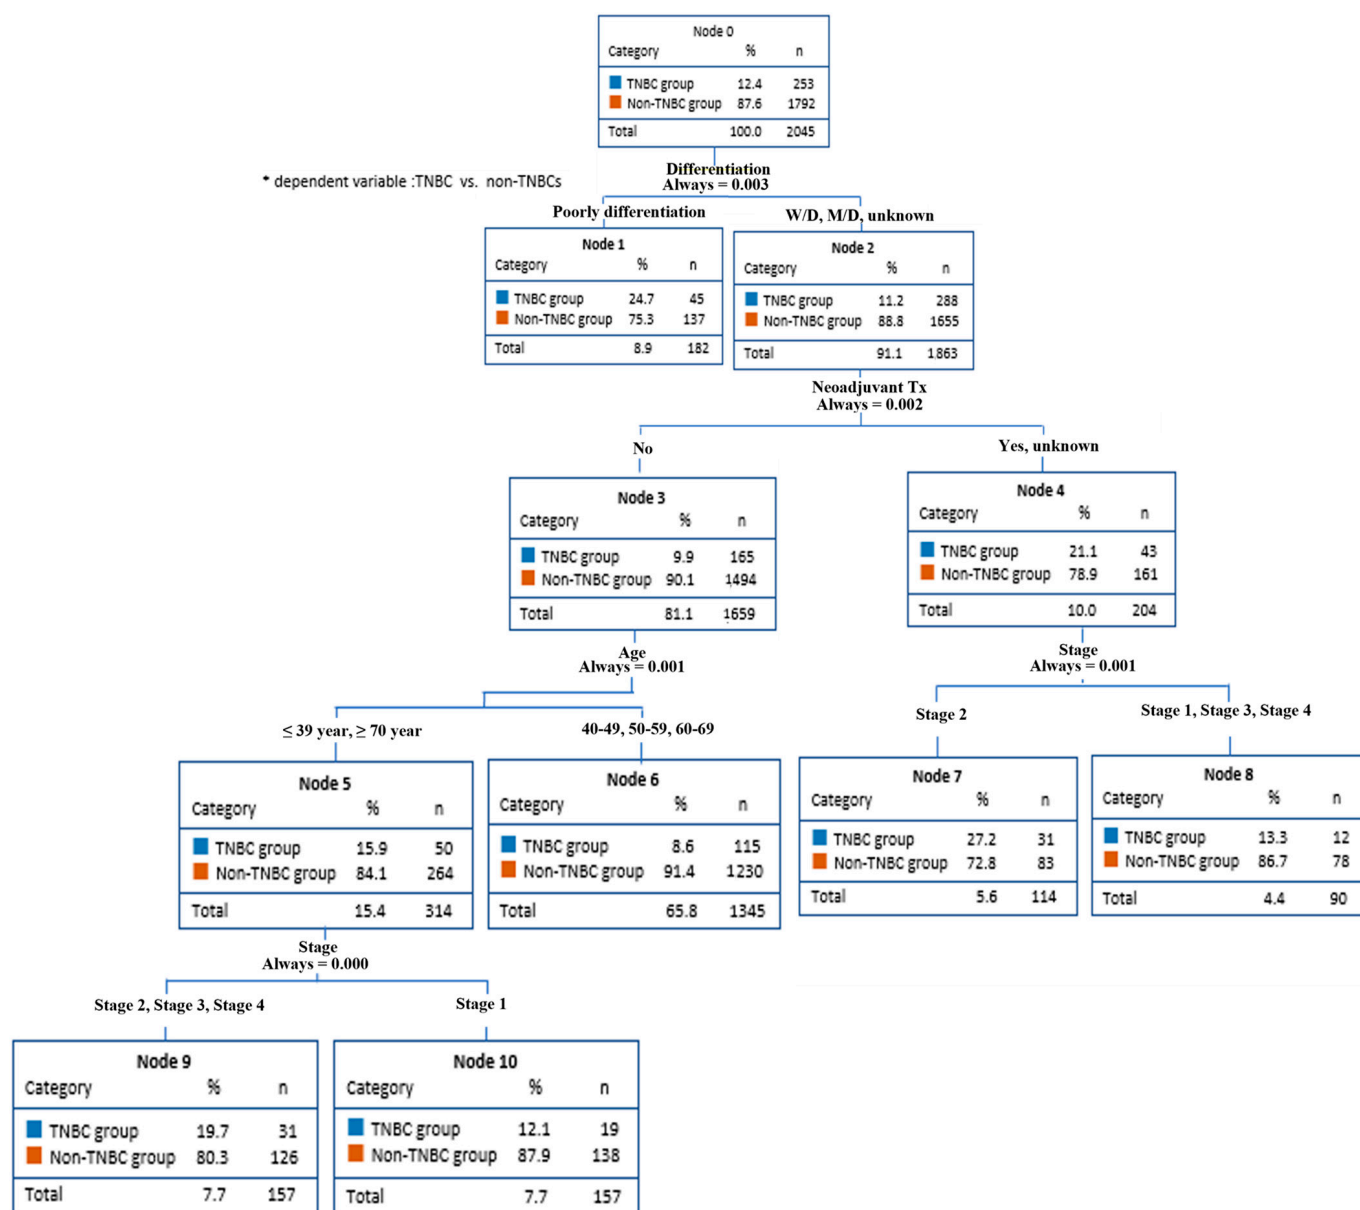 Node 0
Category % n
TNBC group 12.4 253
Non-TNBC group 87.6 1792
Total 100.0 2045
* dependent variable :TNBC vs. non-TNBCs
Differentiation
Always = 0.003
Poorly differentiation
W/D, M/D, unknown
Node 1
Category % n
TNBC group 24.7 45
Non-TNBC group 75.3 137
Total 8.9 182
Node 2
Category % n
TNBC group 11.2 288
Non-TNBC group 88.8 1655
Total 91.1 1863
Neoadjuvant Tx
Always = 0.002
No
Yes, unknown
Node 3
Category % n
TNBC group 9.9 165
Non-TNBC group 90.1 1494
Total 81.1 1659
Node 4
Category % n
TNBC group 21.1 43
Non-TNBC group 78.9 161
Total 10.0 204
Age
Always = 0.001
Stage
Always = 0.001
≤ 39 year, ≥ 70 year
40-49, 50-59, 60-69
Stage 2
Stage 1, Stage 3, Stage 4
Node 5
Category % n
TNBC group 15.9 50
Non-TNBC group 84.1 264
Total 15.4 314
Node 6
Category % n
TNBC group 8.6 115
Non-TNBC group 91.4 1230
Total 65.8 1345
Node 7
Category % n
TNBC group 27.2 31
Non-TNBC group 72.8 83
Total 5.6 114
Node 8
Category % n
TNBC group 13.3 12
Non-TNBC group 86.7 78
Total 4.4 90
Stage
Always = 0.000
Stage 2, Stage 3, Stage 4
Stage 1
Node 9
Category % n
TNBC group 19.7 31
Non-TNBC group 80.3 126
Total 7.7 157
Node 10
Category % n
TNBC group 12.1 19
Non-TNBC group 87.9 138
Total 7.7 157